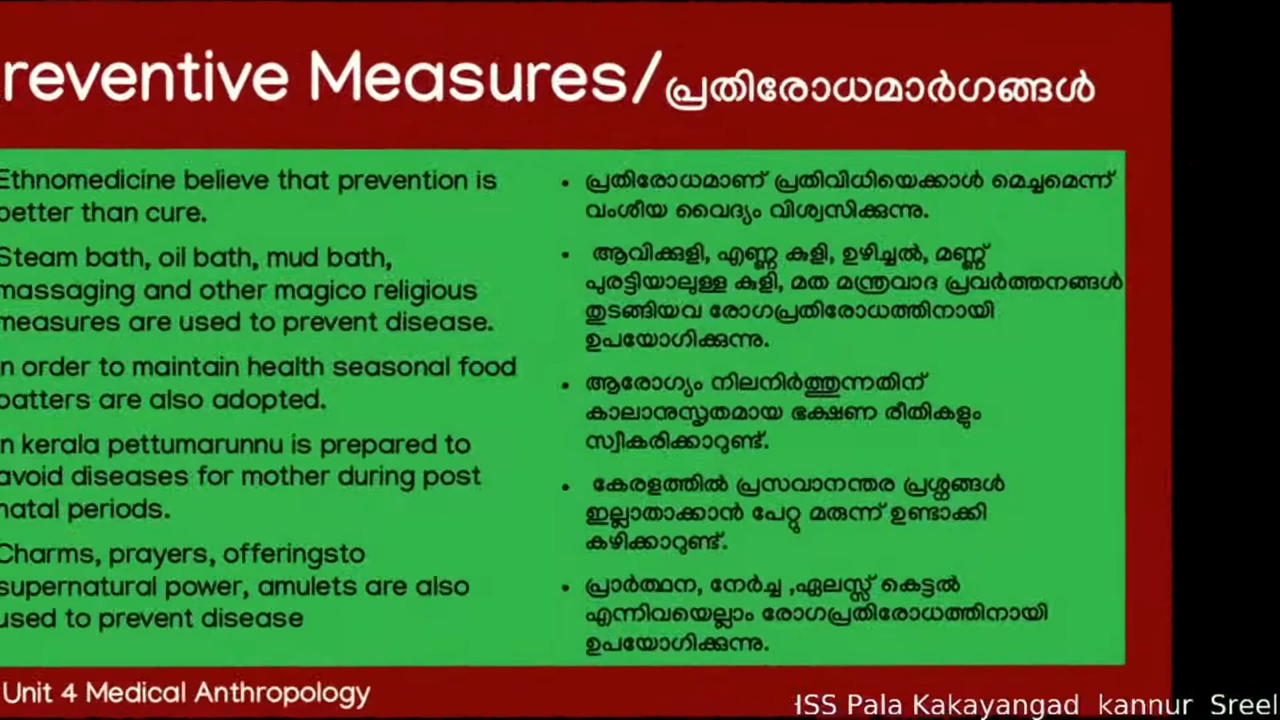 reventive Measures/പ്രതിരോധമാർഗങ്ങൾ
Ethnomedicine believe that prevention is
better than cure.
Steam bath, oil bath, mud bath,
massaging and other magico religious
measures are used to prevent disease.
n order to maintain health seasonal food
patters are also adopted.
n kerala pettumarunnu is prepared to
avoid diseases for mother during post
natal periods.
Charms, prayers, offeringsto
supernatural power, amulets are also
used to prevent disease
• പ്രതിരോധമാണ് പ്രതിവിധിയെക്കാൾ മെച്ചമെന്ന്
വംശീയ വൈദ്യം വിശ്വസിക്കുന്നു.
• ആവിക്കുളി, എണ്ണ കുളി, ഉഴിച്ചൽ, മണ്ണ്
പുരട്ടിയാലുള്ള കുളി, മത മന്ത്രവാദ പ്രവർത്തനങ്ങൾ
തുടങ്ങിയവ രോഗപ്രതിരോധത്തിനായി
ഉപയോഗിക്കുന്നു.
• ആരോഗ്യം നിലനിർത്തുന്നതിന്
കാലാനുസൃതമായ ഭക്ഷണ രീതികളും
സ്വീകരിക്കാറുണ്ട്.
• കേരളത്തിൽ പ്രസവാനന്തര പ്രശ്നങ്ങൾ
ഇല്ലാതാക്കാൻ പേറ്റു മരുന്ന് ഉണ്ടാക്കി
കഴിക്കാറുണ്ട്.
• പ്രാർത്ഥന, നേർച്ച ,ഏലസ്സ് കെട്ടൽ
എന്നിവയെല്ലാം രോഗപ്രതിരോധത്തിനായി
ഉപയോഗിക്കുന്നു.
Unit 4 Medical Anthropology
ISS Pala Kakayangad kannur Sreel